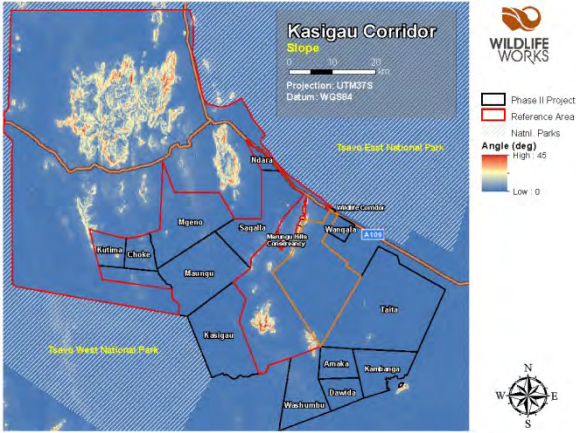 Kasigau Corridor
Slope
0 10 20
km
Projection: UTM37S
Datum: WGS84
WILDLIFE
WORKS
Phase II Project
Reference Area
Natnl. Parks
Angle (deg)
High : 45
Low : 0
Tsavo East National Park
Ndara
Wildlife Corridor
Mgeno
Sagalla
Marungu Hills
Conservancy
Wangala
A109
Kutima
Choke
Maungu
Taita
Kasigau
Tsavo West National Park
Amaka
Kambanga
Dawida
Washumbu
N
W
E
S